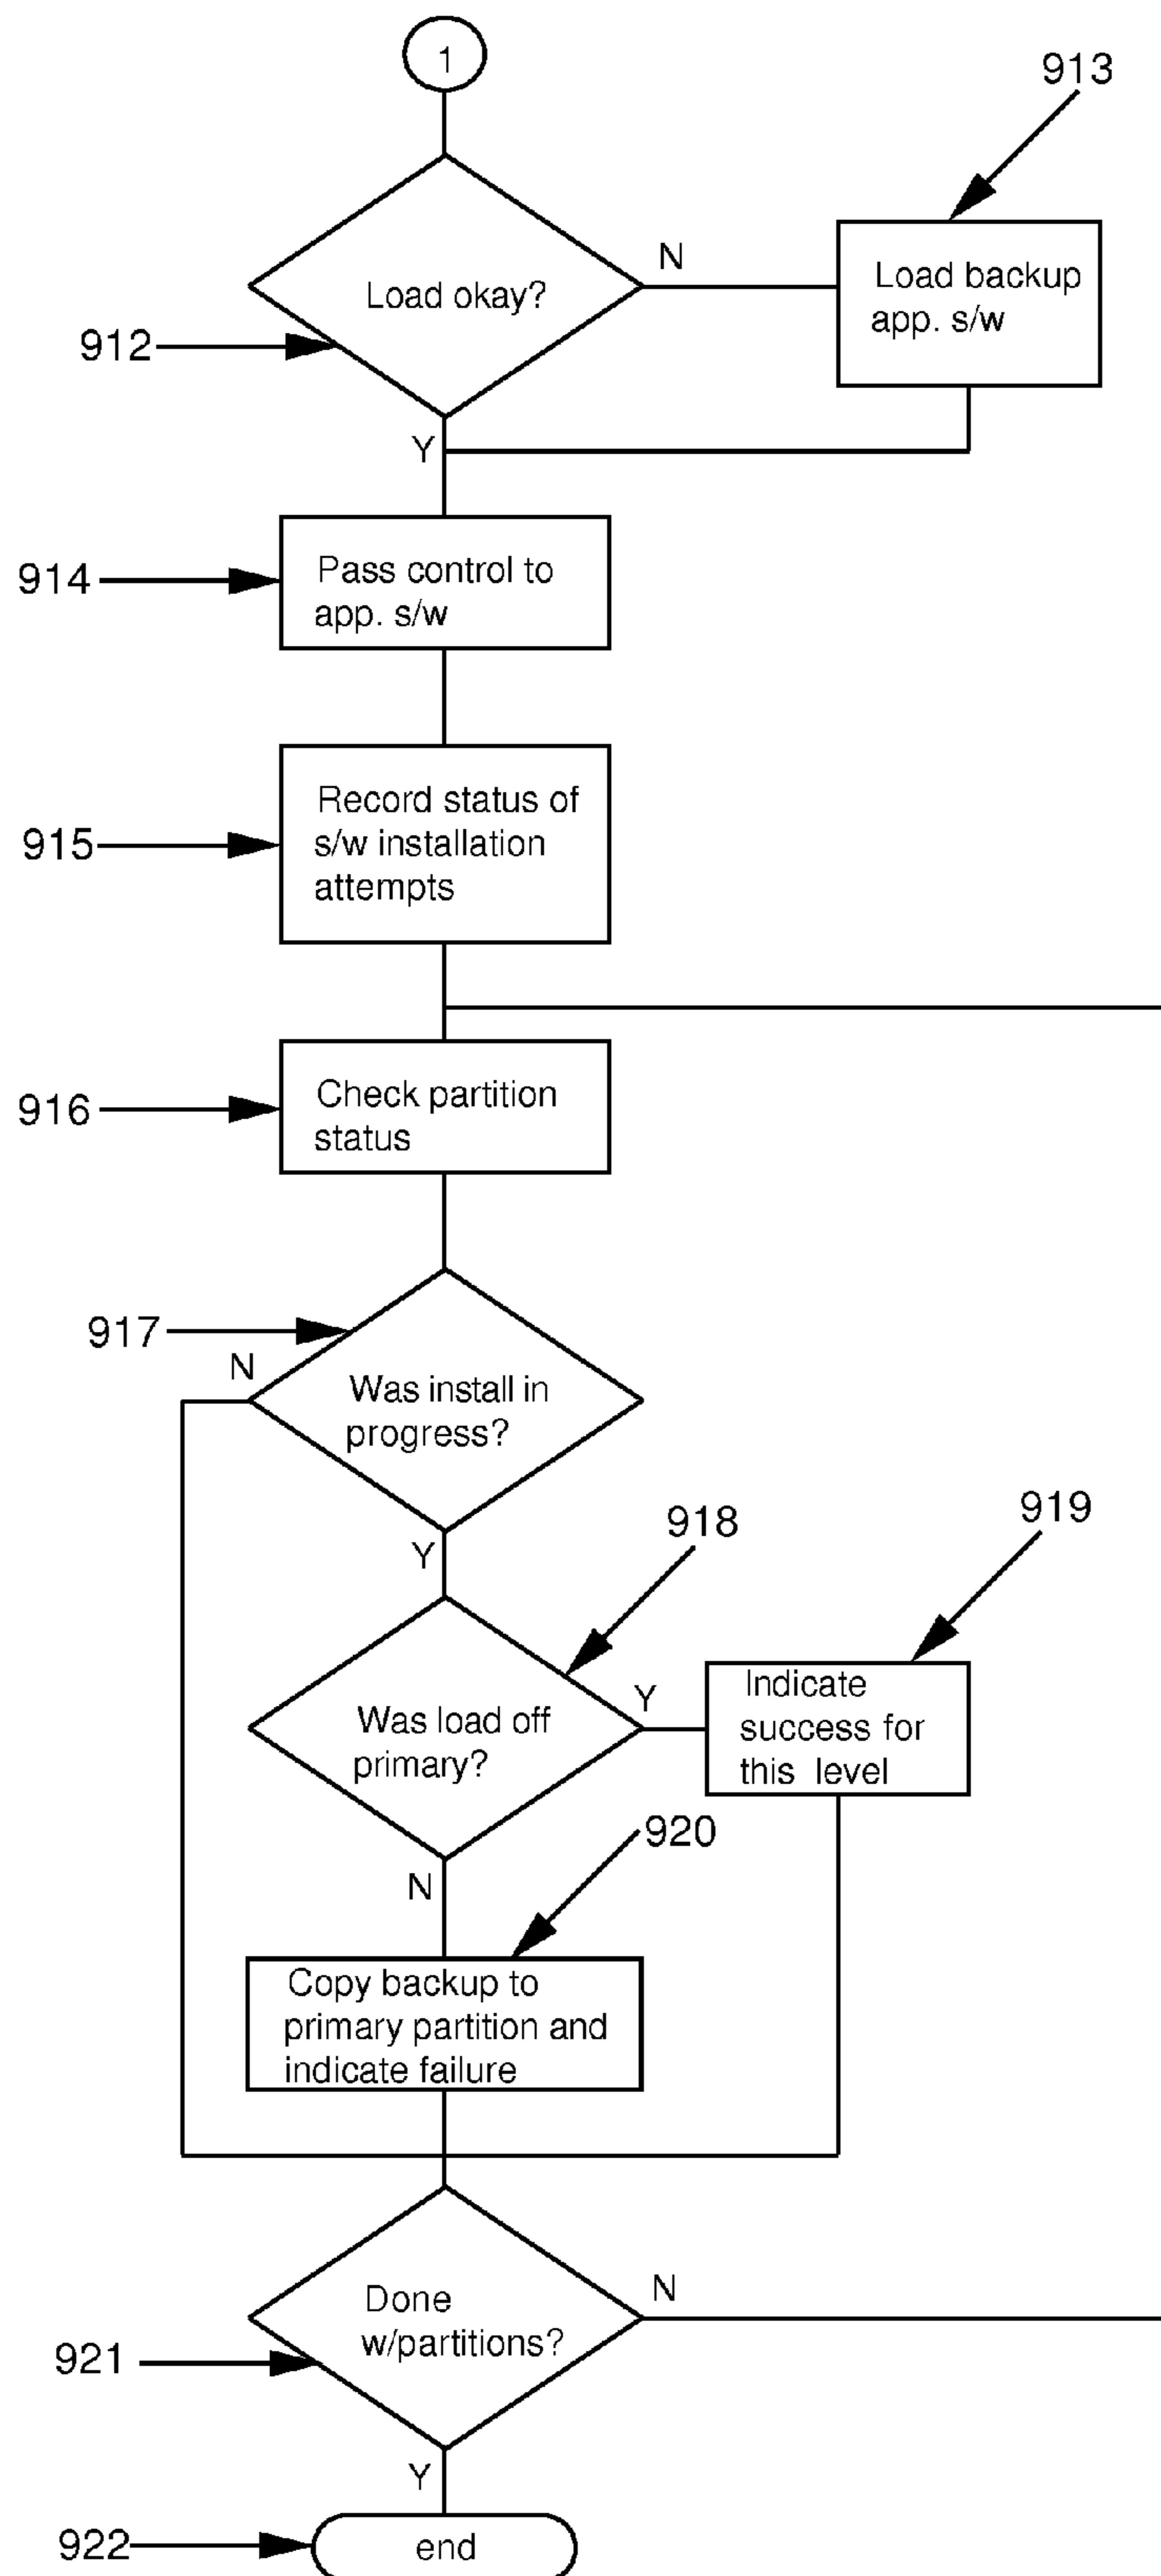 1
913
N
Load okay?
Load backup
app. s/w
912
Y
914
Pass control to
app. s/w
915
Record status of
s/w installation
attempts
916
Check partition
status
917
N
Was install in
progress?
Y
918
919
Was load off
primary?
Y
Indicate
success for
this level
920
N
Copy backup to
primary partition and
indicate failure
Done
w/partitions?
N
921
Y
922
end